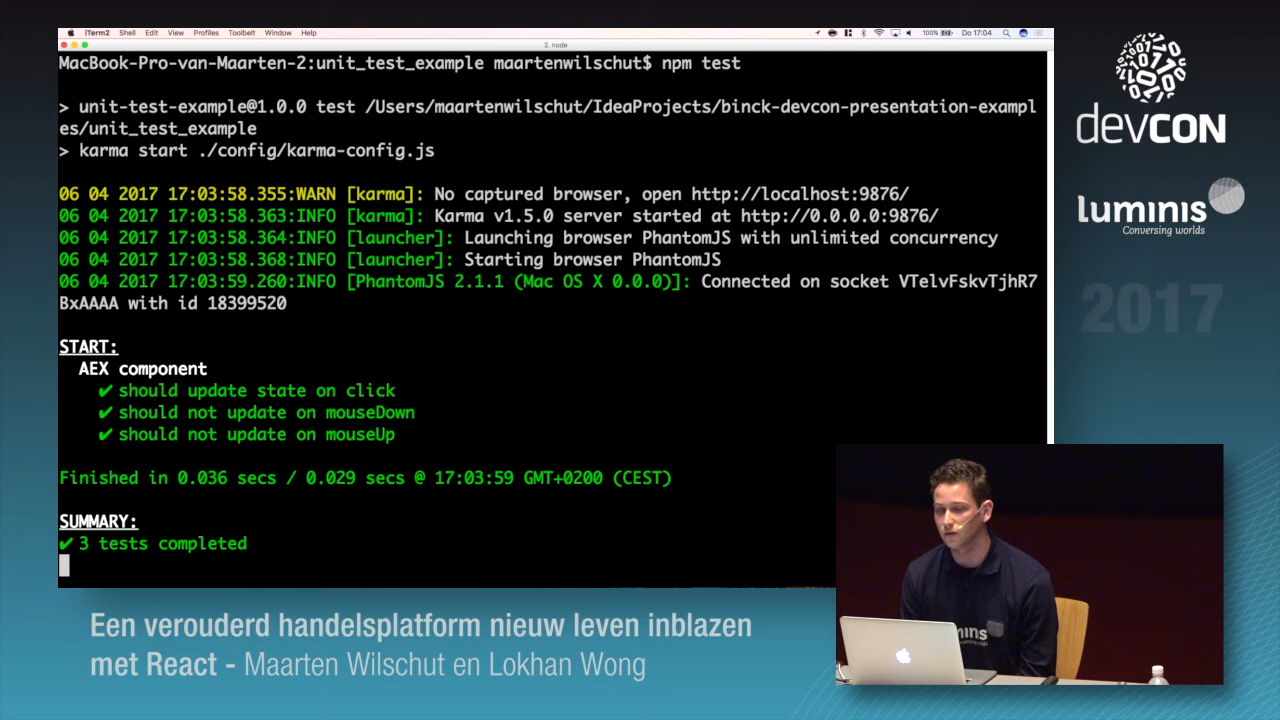 iTerm2 Shell Edit View Profiles Toolbelt Window Help
100% Do 17:04
2. node
MacBook-Pro-van-Maarten-2:unit_test_example maartenwilschut$ npm test
> unit-test-example@1.0.0 test /Users/maartenwilschut/IdeaProjects/binck-devcon-presentation-exampl
es/unit_test_example
> karma start ./config/karma-config.js
06 04 2017 17:03:58.355:WARN [karma]: No captured browser, open http://localhost:9876/
06 04 2017 17:03:58.363:INFO [karma]: Karma v1.5.0 server started at http://0.0.0.0:9876/
06 04 2017 17:03:58.364:INFO [launcher]: Launching browser PhantomJS with unlimited concurrency
06 04 2017 17:03:58.368:INFO [launcher]: Starting browser PhantomJS
06 04 2017 17:03:59.260:INFO [PhantomJS 2.1.1 (Mac OS X 0.0.0)]: Connected on socket VTelvFskvTjhR7
BxAAAA with id 18399520
START:
AEX component
✔ should update state on click
✔ should not update on mouseDown
✔ should not update on mouseUp
Finished in 0.036 secs / 0.029 secs @ 17:03:59 GMT+0200 (CEST)
SUMMARY:
✔ 3 tests completed
devCON
luminis
Conversing worlds
2017
Een verouderd handelsplatform nieuw leven inblazen
met React - Maarten Wilschut en Lokhan Wong